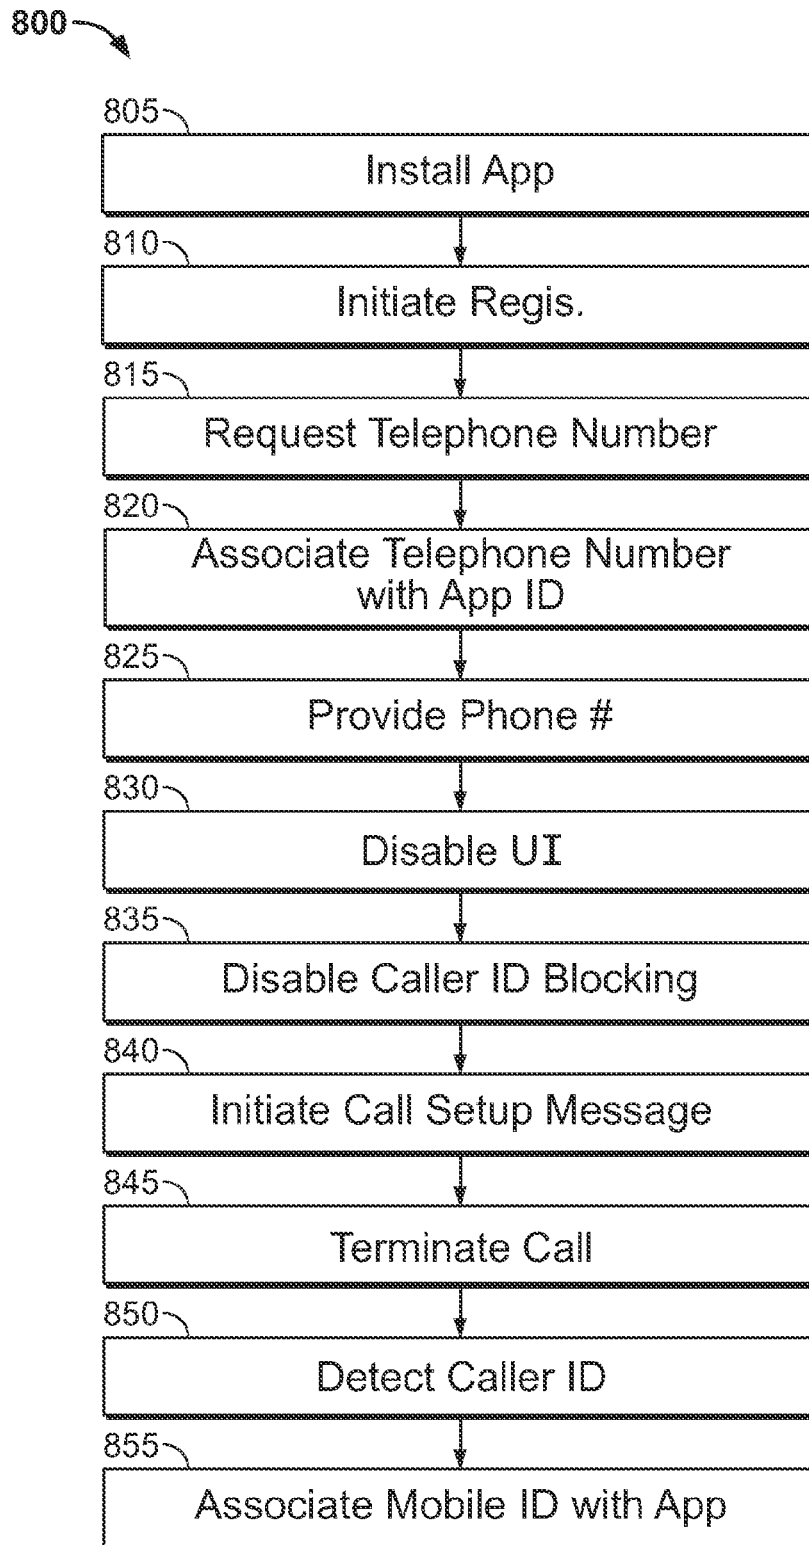 800
805
Install App
810
Initiate Regis.
815
Request Telephone Number
820
Associate Telephone Number
with App ID
825
Provide Phone #
830
Disable UI
835
Disable Caller ID Blocking
840
Initiate Call Setup Message
845
Terminate Call
850
Detect Caller ID
855
Associate Mobile ID with App